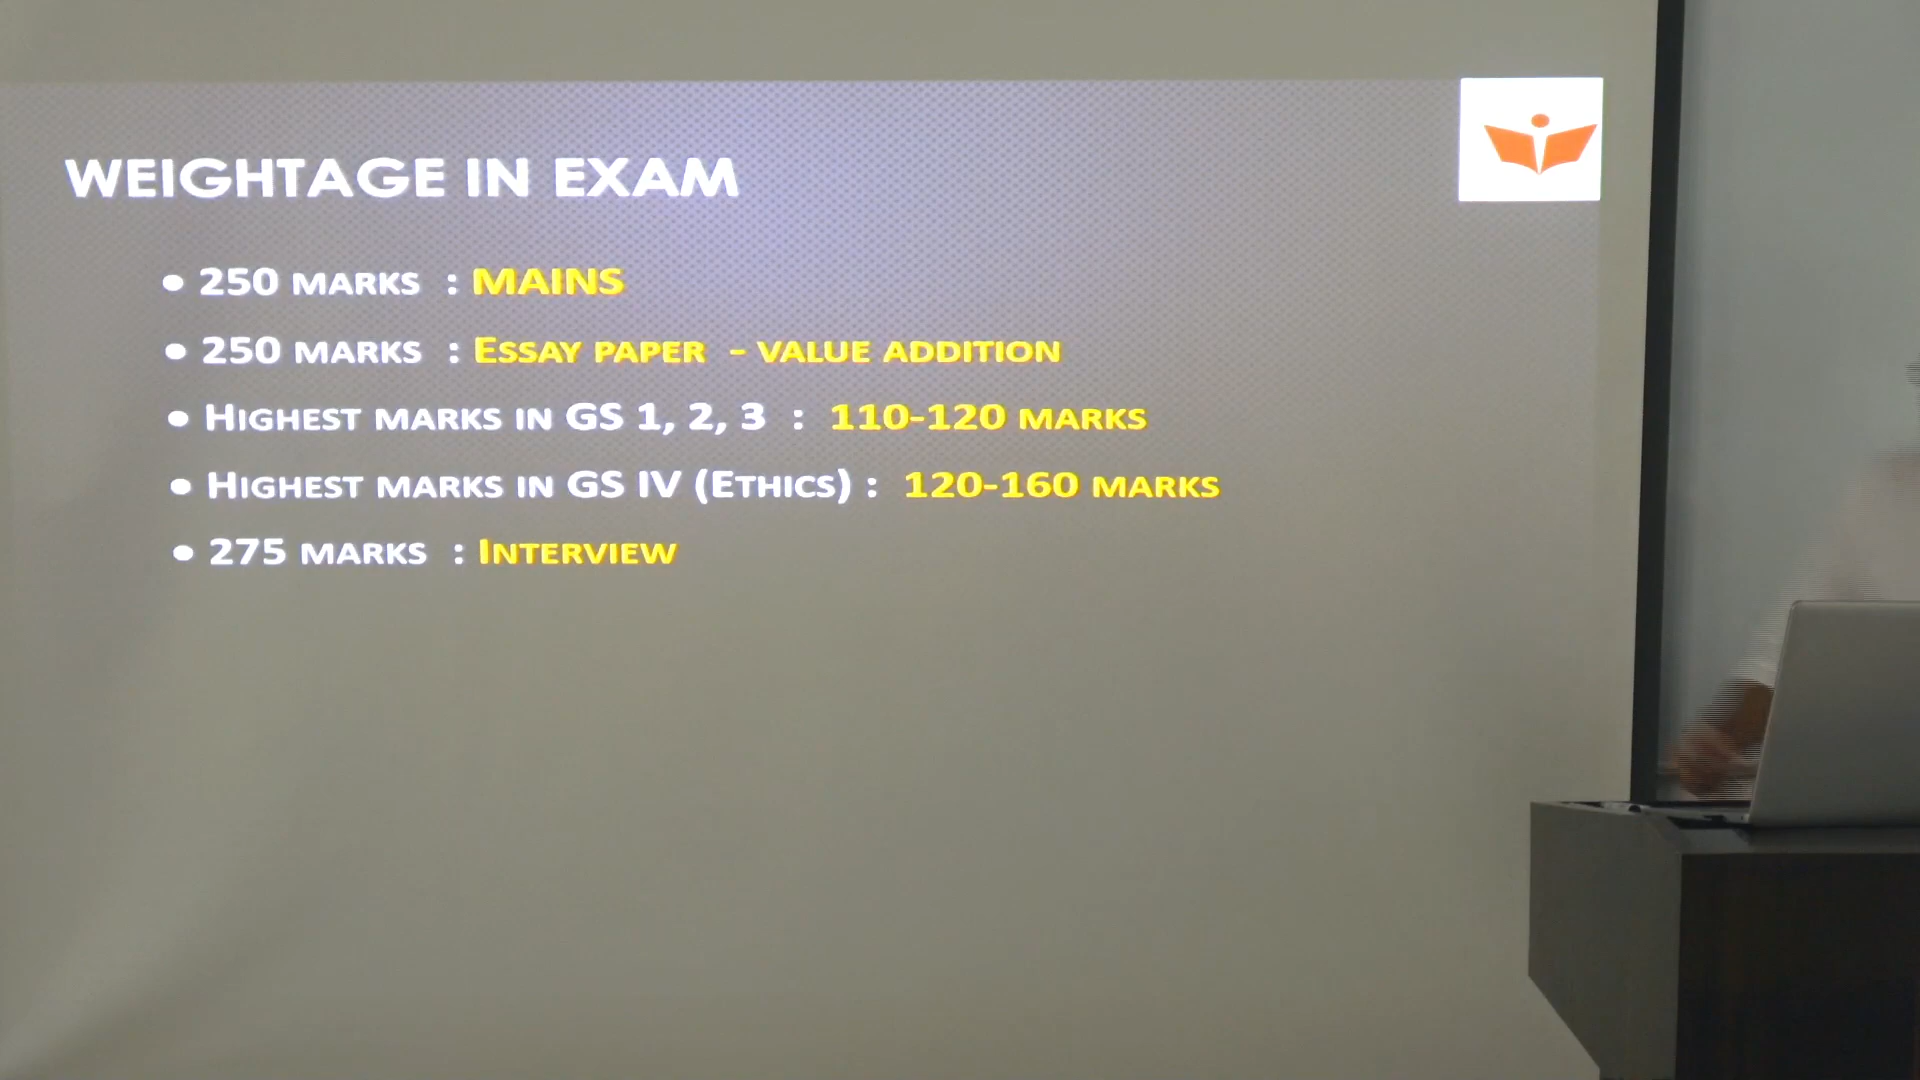 WEIGHTAGE IN EXAM
• 250 MARKS : MAINS
• 250 MARKS : ESSAY PAPER - VALUE ADDITION
• HIGHEST MARKS IN GS 1, 2, 3 : 110-120 MARKS
• HIGHEST MARKS IN GS IV (ETHICS) : 120-160 MARKS
• 275 MARKS : INTERVIEW